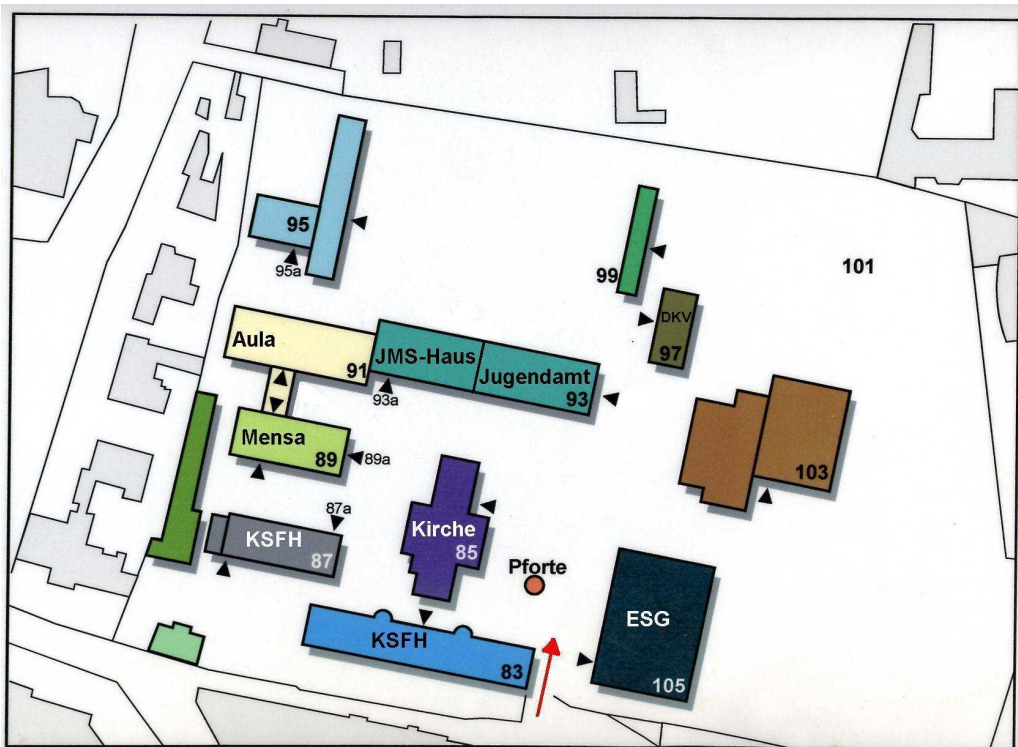 95
95a
99
101
DKV
97
Aula
91
JMS-Haus
Jugendamt
93
93a
Mensa
89
89a
103
87a
KSFH
87
Kirche
85
Pforte
ESG
105
KSFH
83